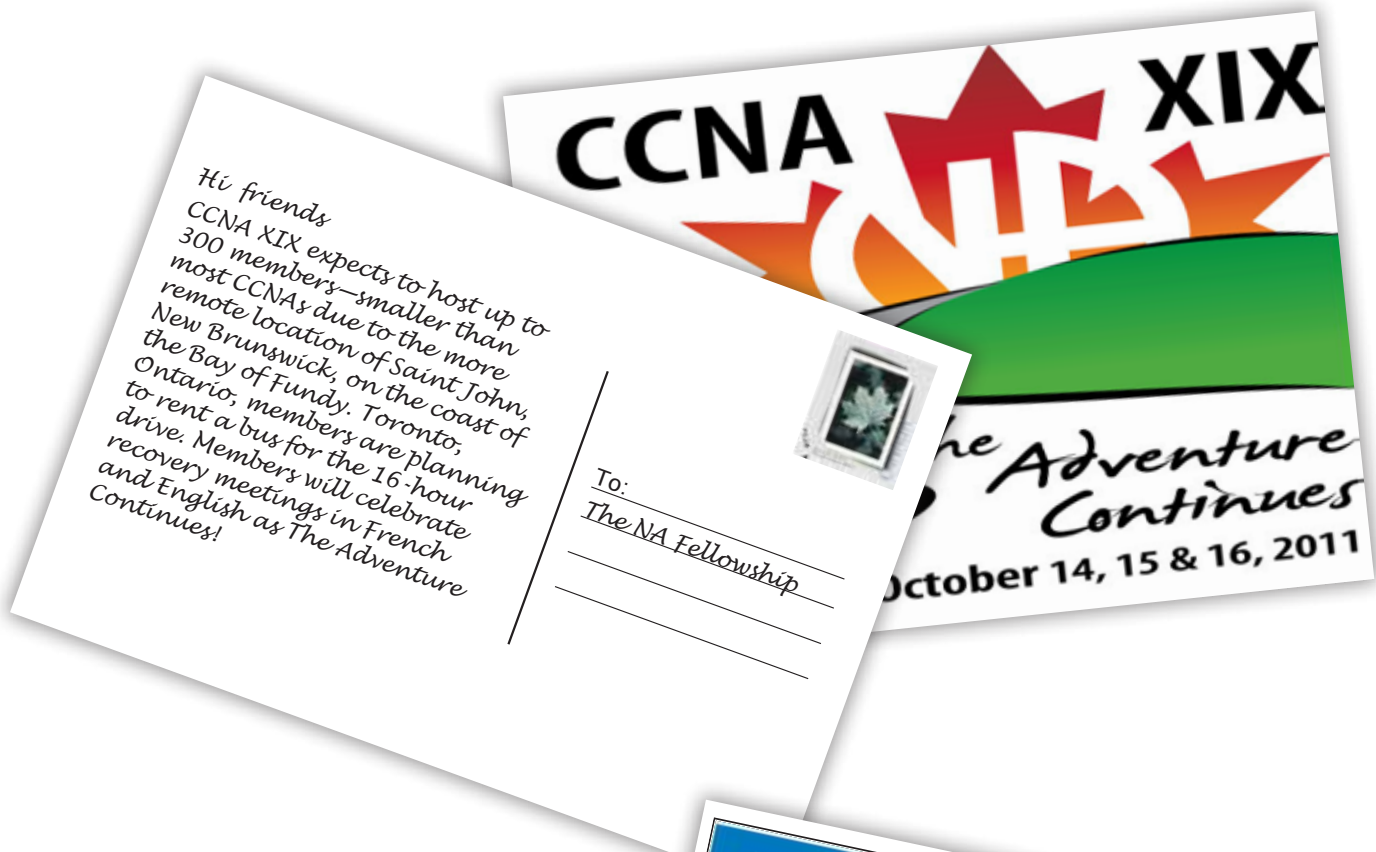 Hi friends
CCNA XIX expects to host up to
300 members—smaller than
most CCNAs due to the more
remote location of Saint John,
New Brunswick, on the coast of
the Bay of Fundy. Toronto,
Ontario, members are planning
to rent a bus for the 16-hour
drive. Members will celebrate
recovery meetings in French
and English as The Adventure
Continues!
To:
The NA Fellowship
CCNA XIX
NA
he Adventure
Continues
October 14, 15 & 16, 2011